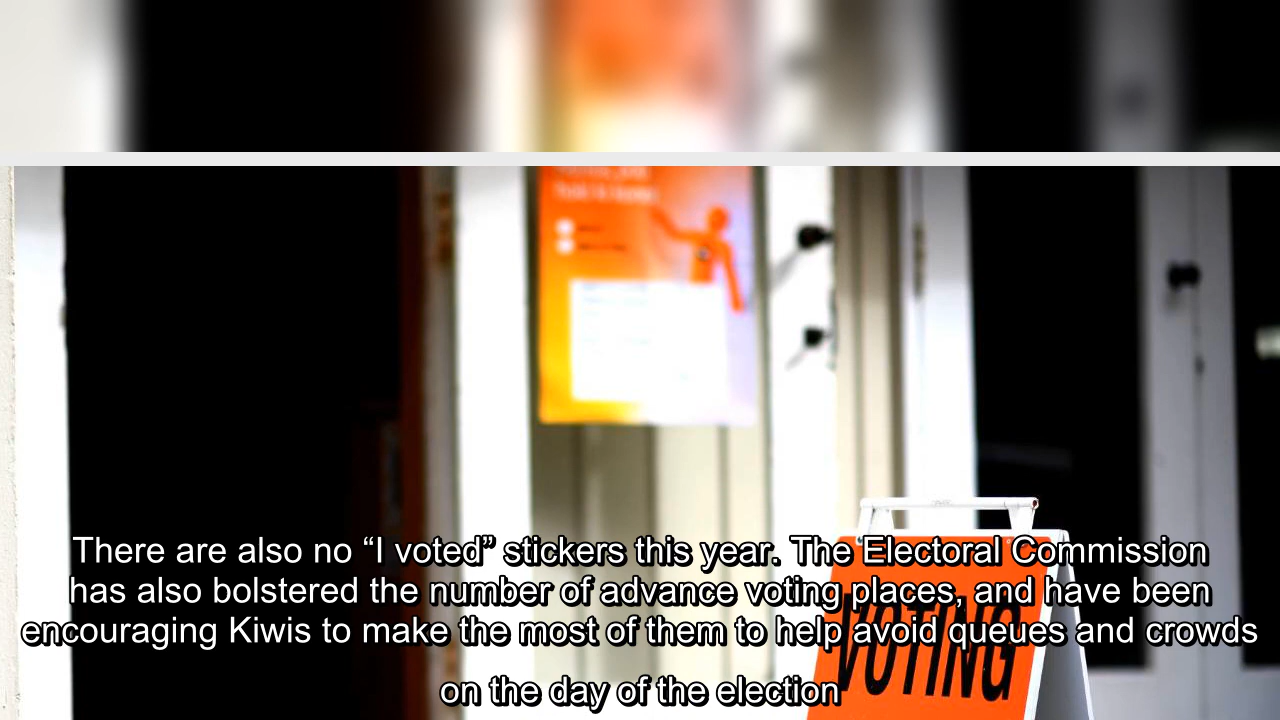 There are also no “I voted” stickers this year. The Electoral Commission
has also bolstered the number of advance voting places, and have been
encouraging Kiwis to make the most of them to help avoid queues and crowds
on the day of the election
VOTING